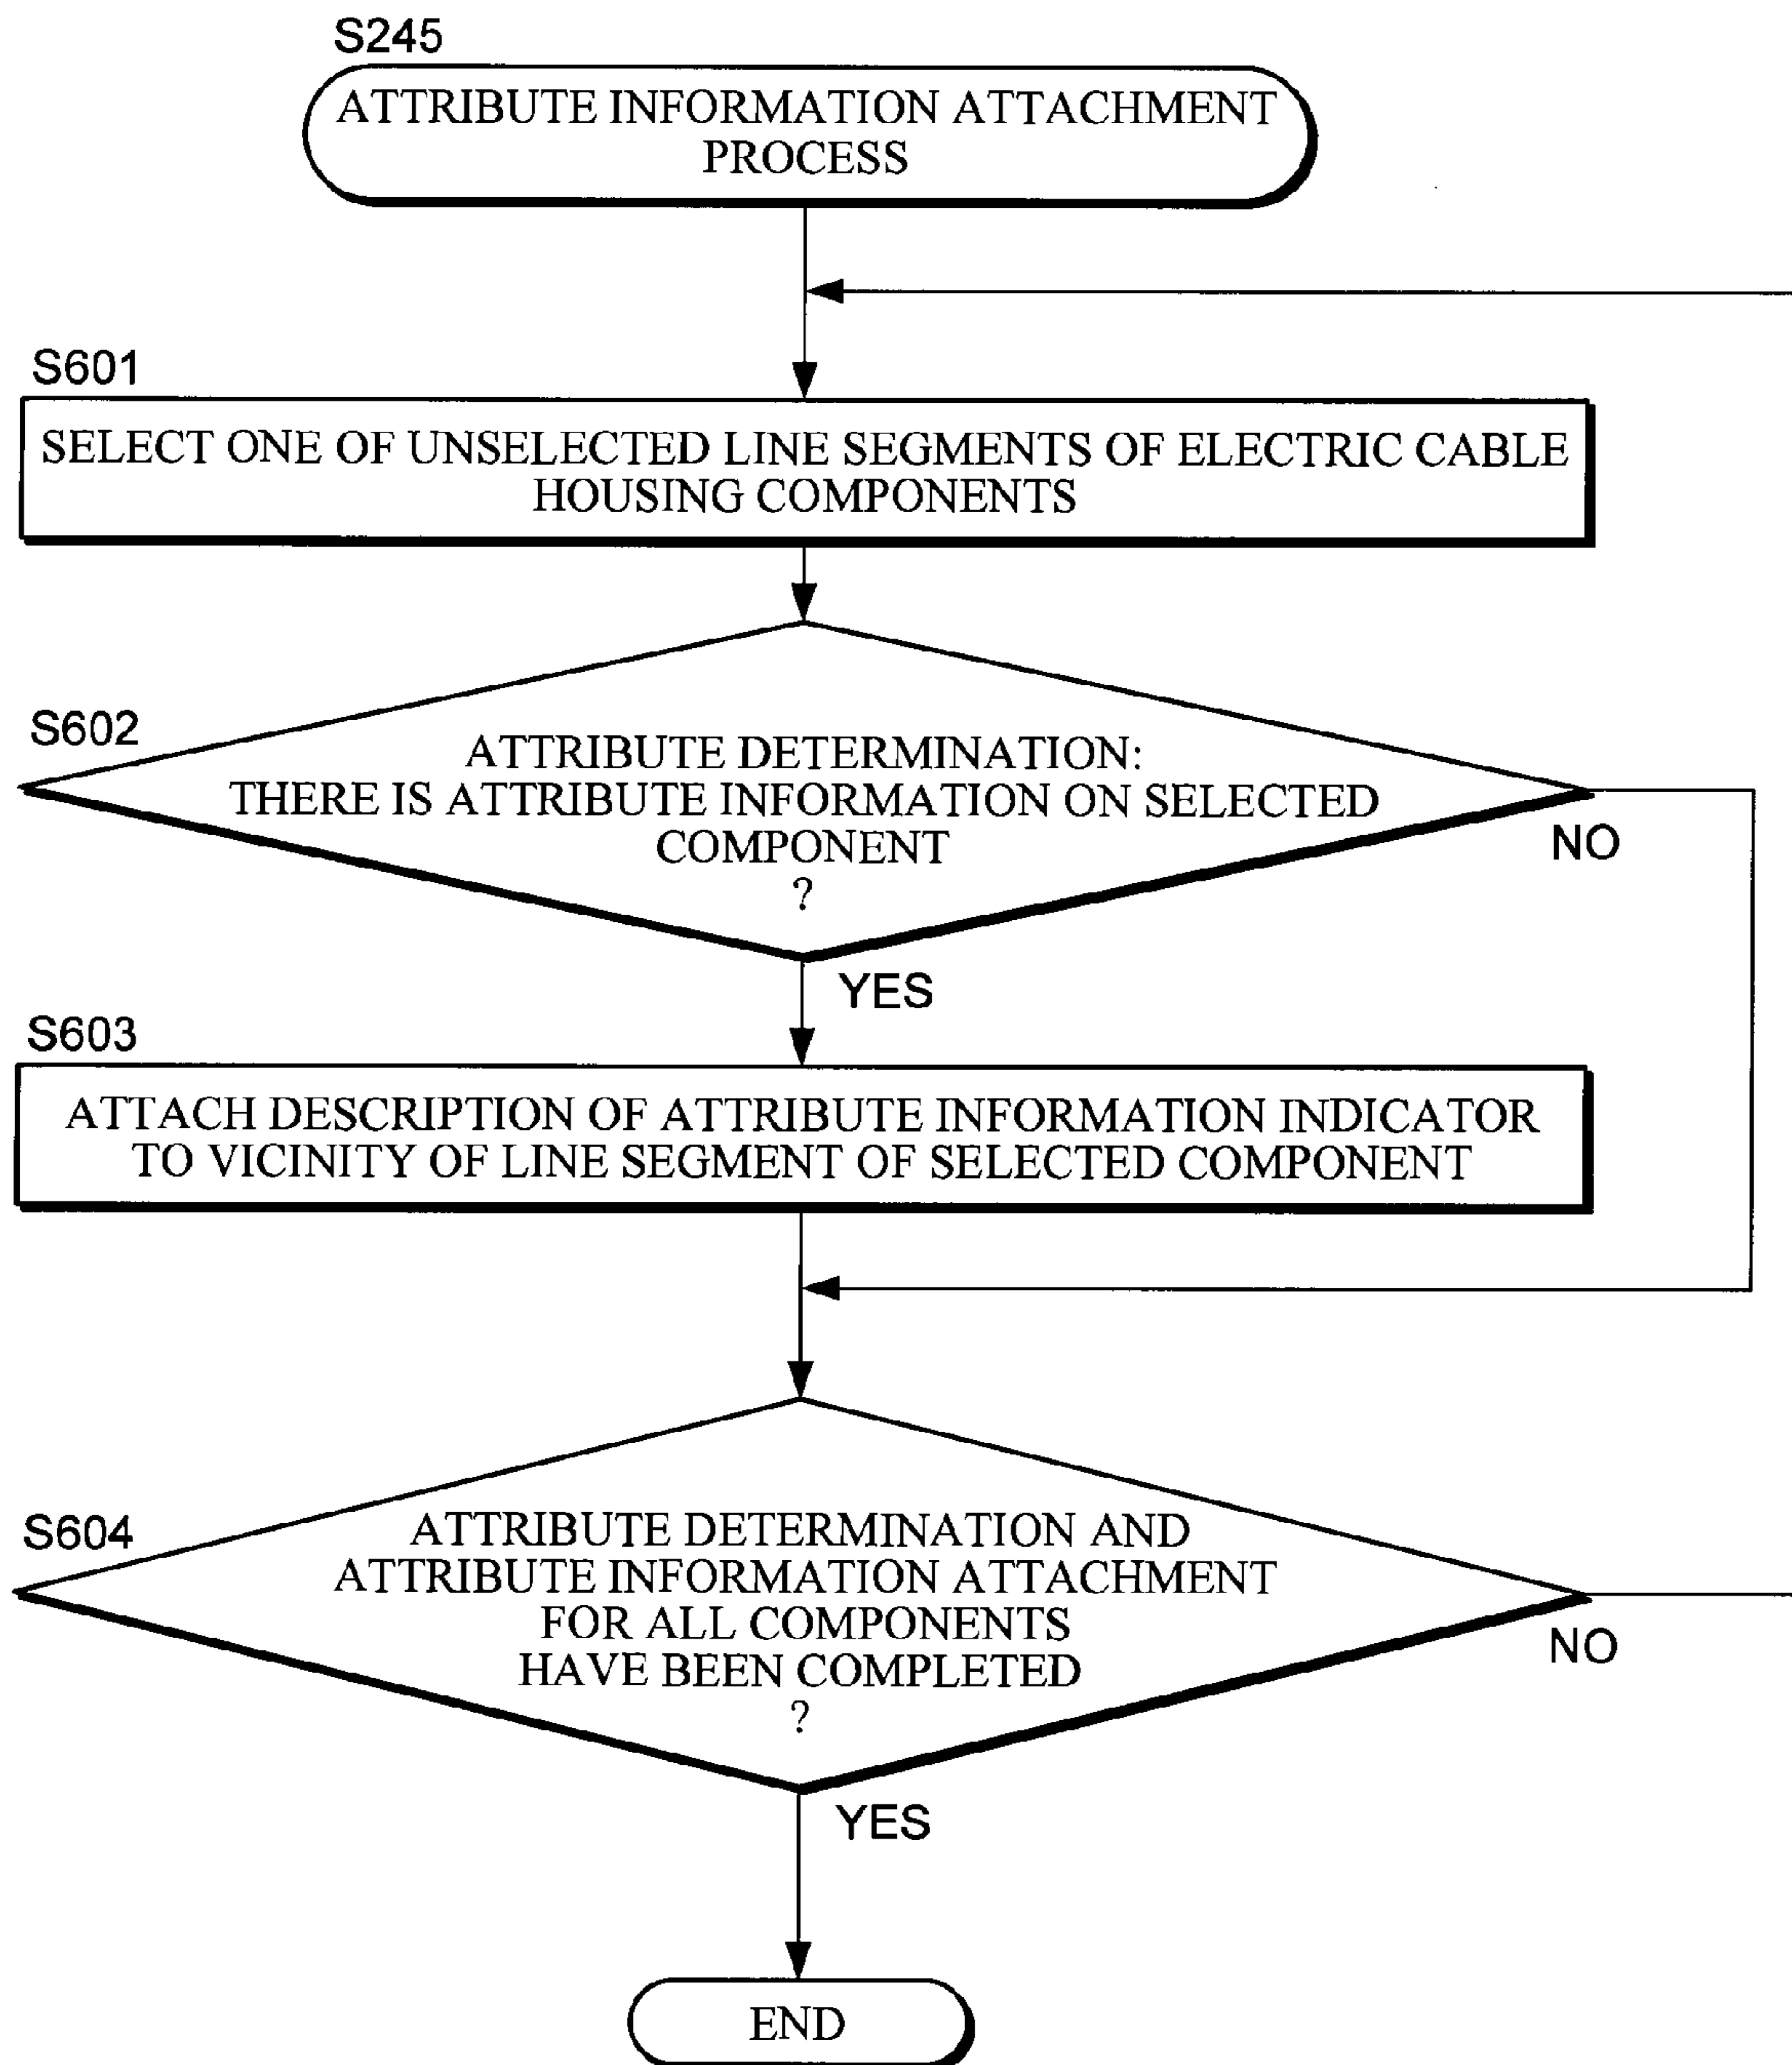 S245
ATTRIBUTE INFORMATION ATTACHMENT
PROCESS
S601
SELECT ONE OF UNSELECTED LINE SEGMENTS OF ELECTRIC CABLE
HOUSING COMPONENTS
S602
ATTRIBUTE DETERMINATION:
THERE IS ATTRIBUTE INFORMATION ON SELECTED
COMPONENT
?
NO
YES
S603
ATTACH DESCRIPTION OF ATTRIBUTE INFORMATION INDICATOR
TO VICINITY OF LINE SEGMENT OF SELECTED COMPONENT
S604
ATTRIBUTE DETERMINATION AND
ATTRIBUTE INFORMATION ATTACHMENT
FOR ALL COMPONENTS
HAVE BEEN COMPLETED
?
NO
YES
END